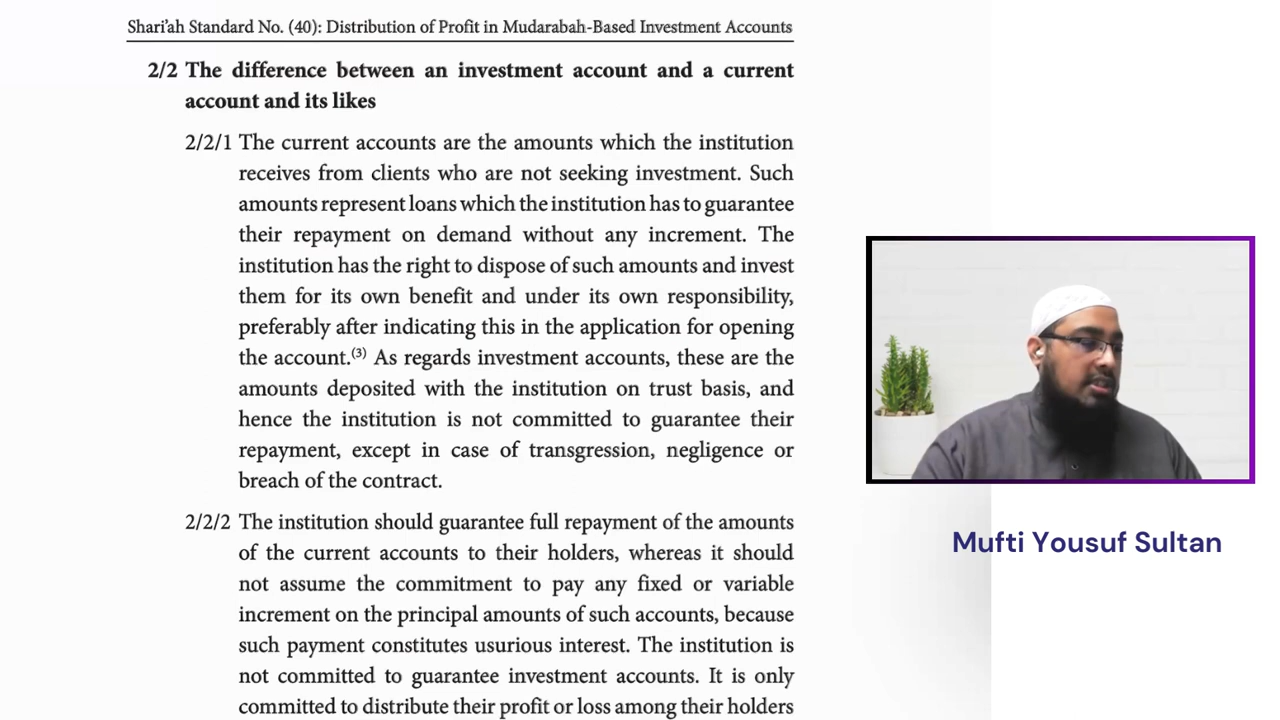 Shari'ah Standard No. (40): Distribution of Profit in Mudarabah-Based Investment Accounts
2/2 The difference between an investment account and a current
account and its likes
2/2/1 The current accounts are the amounts which the institution
receives from clients who are not seeking investment. Such
amounts represent loans which the institution has to guarantee
their repayment on demand without any increment. The
institution has the right to dispose of such amounts and invest
them for its own benefit and under its own responsibility,
preferably after indicating this in the application for opening
the account.(3) As regards investment accounts, these are the
amounts deposited with the institution on trust basis, and
hence the institution is not committed to guarantee their
repayment, except in case of transgression, negligence or
breach of the contract.
2/2/2 The institution should guarantee full repayment of the amounts
of the current accounts to their holders, whereas it should
not assume the commitment to pay any fixed or variable
increment on the principal amounts of such accounts, because
such payment constitutes usurious interest. The institution is
not committed to guarantee investment accounts. It is only
committed to distribute their profit or loss among their holders
Mufti Yousuf Sultan